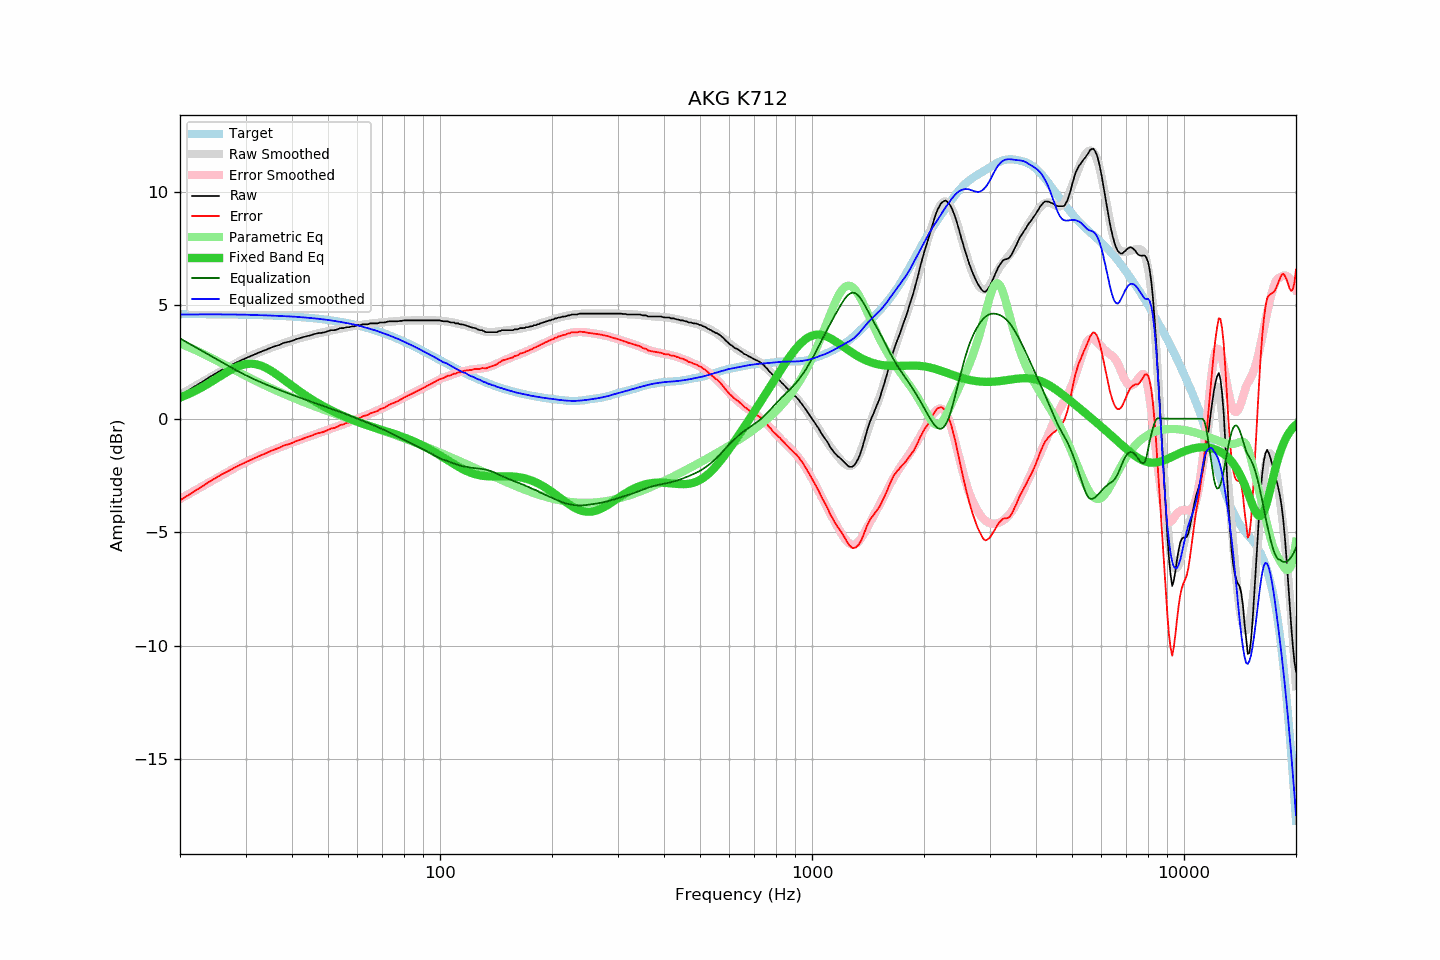 AKG K712
Target
Raw Smoothed
Error Smoothed
Raw
Error
Parametric Eq
Fixed Band Eq
Equalization
Equalized smoothed
Amplitude (dBr)
10
5
0
−5
−10
−15
100 1000 10000
Frequency (Hz)